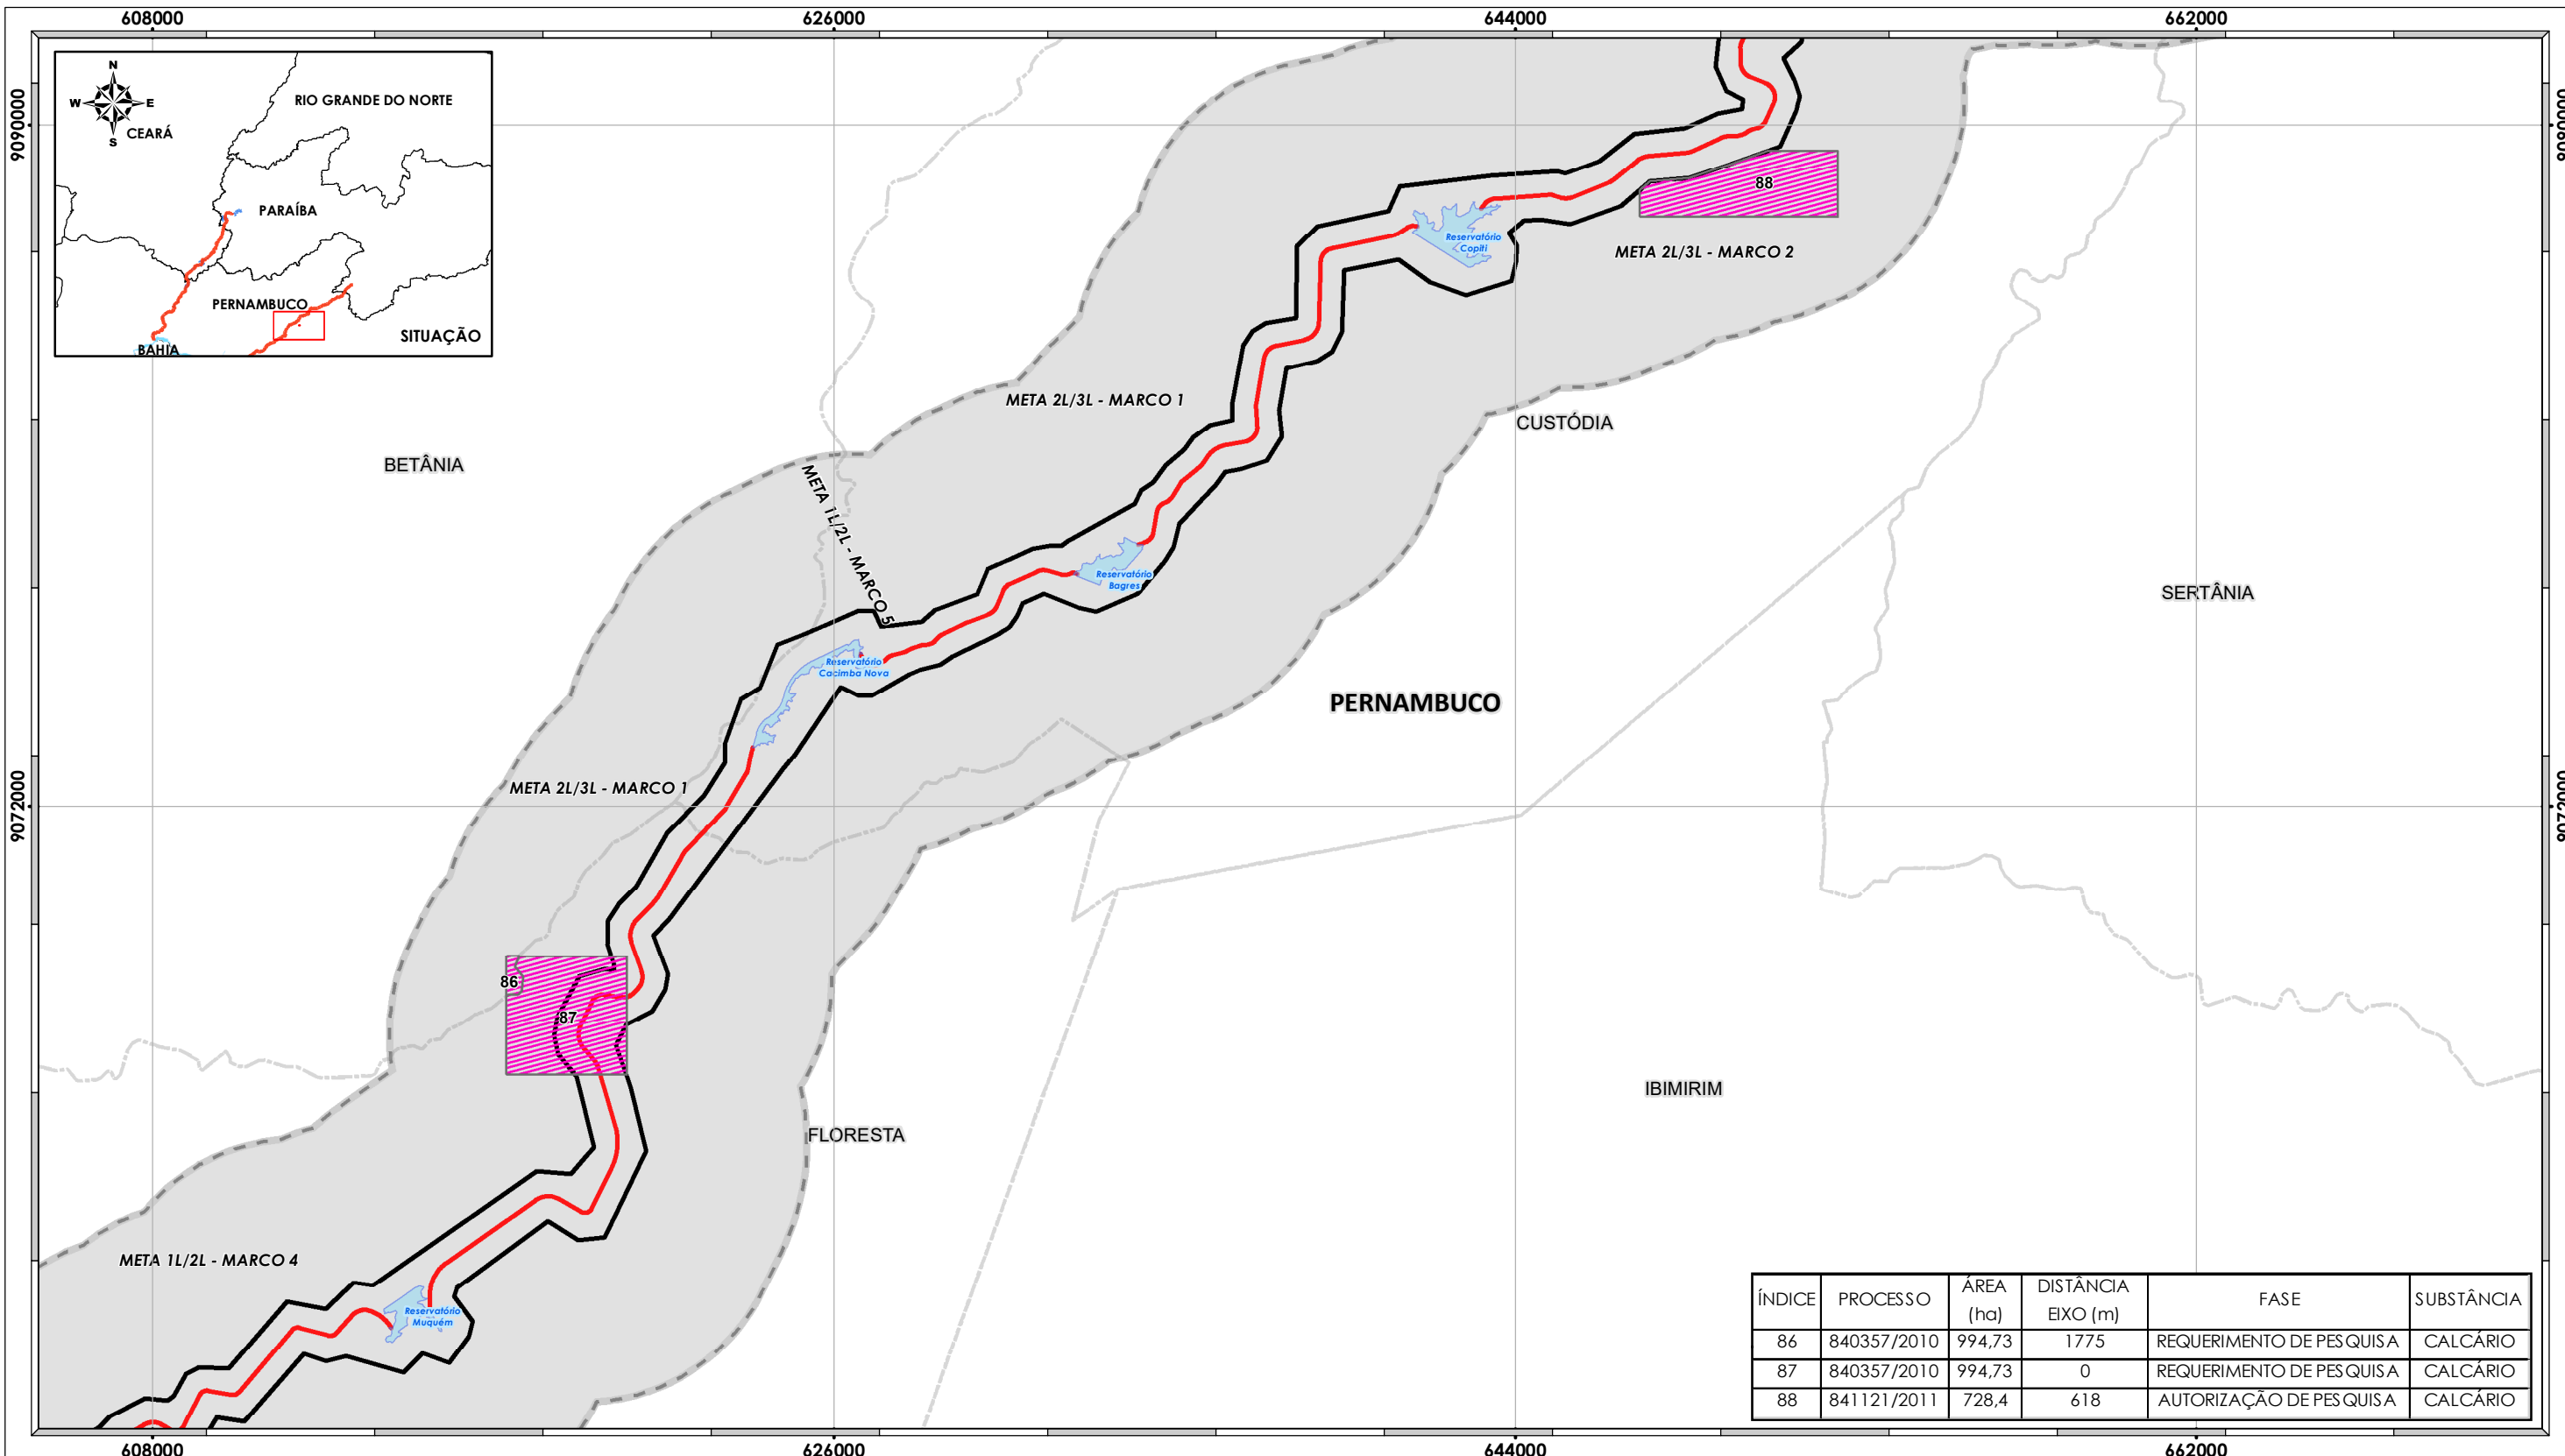 608000 626000 644000 662000
9090000
9072000
N
W E
S
CEARÁ
RIO GRANDE DO NORTE
PARAÍBA
PERNAMBUCO
SITUAÇÃO
BAHIA
88
Reservatório
Copiti
META 2L/3L - MARCO 2
META 2L/3L - MARCO 1
CUSTÓDIA
BETÂNIA
META 1L/2L - MARCO 5
Reservatório
Bagres
SERTÂNIA
Reservatório
Cacimba Nova
PERNAMBUCO
META 2L/3L - MARCO 1
86
87
IBIMIRIM
FLORESTA
META 1L/2L - MARCO 4
Reservatório
Muquém
ÍNDICE PROCESSO ÁREA (ha) DISTÂNCIA EIXO (m) FASE SUBSTÂNCIA
86 840357/2010 994,73 1775 REQUERIMENTO DE PESQUISA CALCÁRIO
87 840357/2010 994,73 0 REQUERIMENTO DE PESQUISA CALCÁRIO
88 841121/2011 728,4 618 AUTORIZAÇÃO DE PESQUISA CALCÁRIO
608000 626000 644000 662000